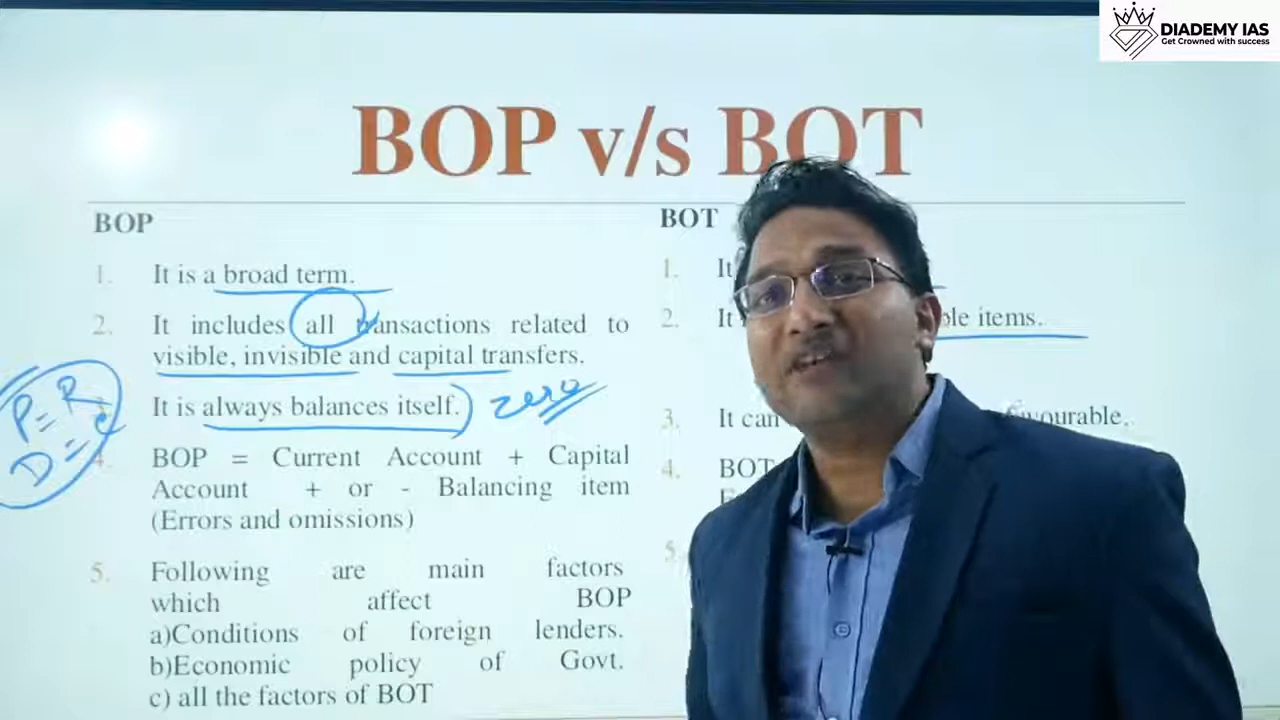 DIADEMY IAS
Get Crowned with success
BOP v/s BOT
BOP
1. It is a broad term.
2. It includes all transactions related to
visible, invisible and capital transfers.
It is always balances itself. zero
P = R
D =
4. BOP = Current Account + Capital
Account + or - Balancing item
(Errors and omissions)
5. Following are main factors
which affect BOP
a)Conditions of foreign lenders.
b)Economic policy of Govt.
c) all the factors of BOT
BOT
1. It
2. It items.
3. It can
4. BOT
5.